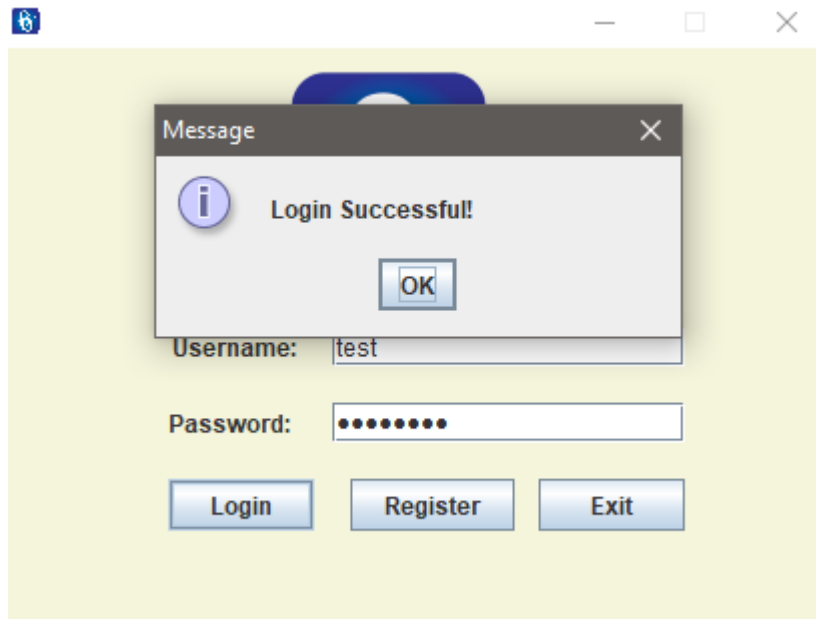 Message
Login Successful!
OK
Username: test
Password: ••••••••
Login Register Exit